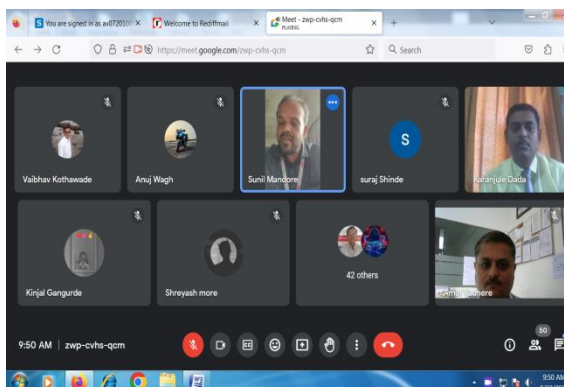 You are signed in as av072010 X
Welcome to Rediffmail X
Meet - zwp-cvhs-qcm X
PLAYING
https://meet.google.com/zwp-cvhs-qcm
Search
Vaibhav Kothawade
Anuj Wagh
Sunil Mandore
S
suraj Shinde
Karanjule Dada
Kinjal Gangurde
Shreyash more
42 others
9:50 AM | zwp-cvhs-qcm
50
9:50 AM